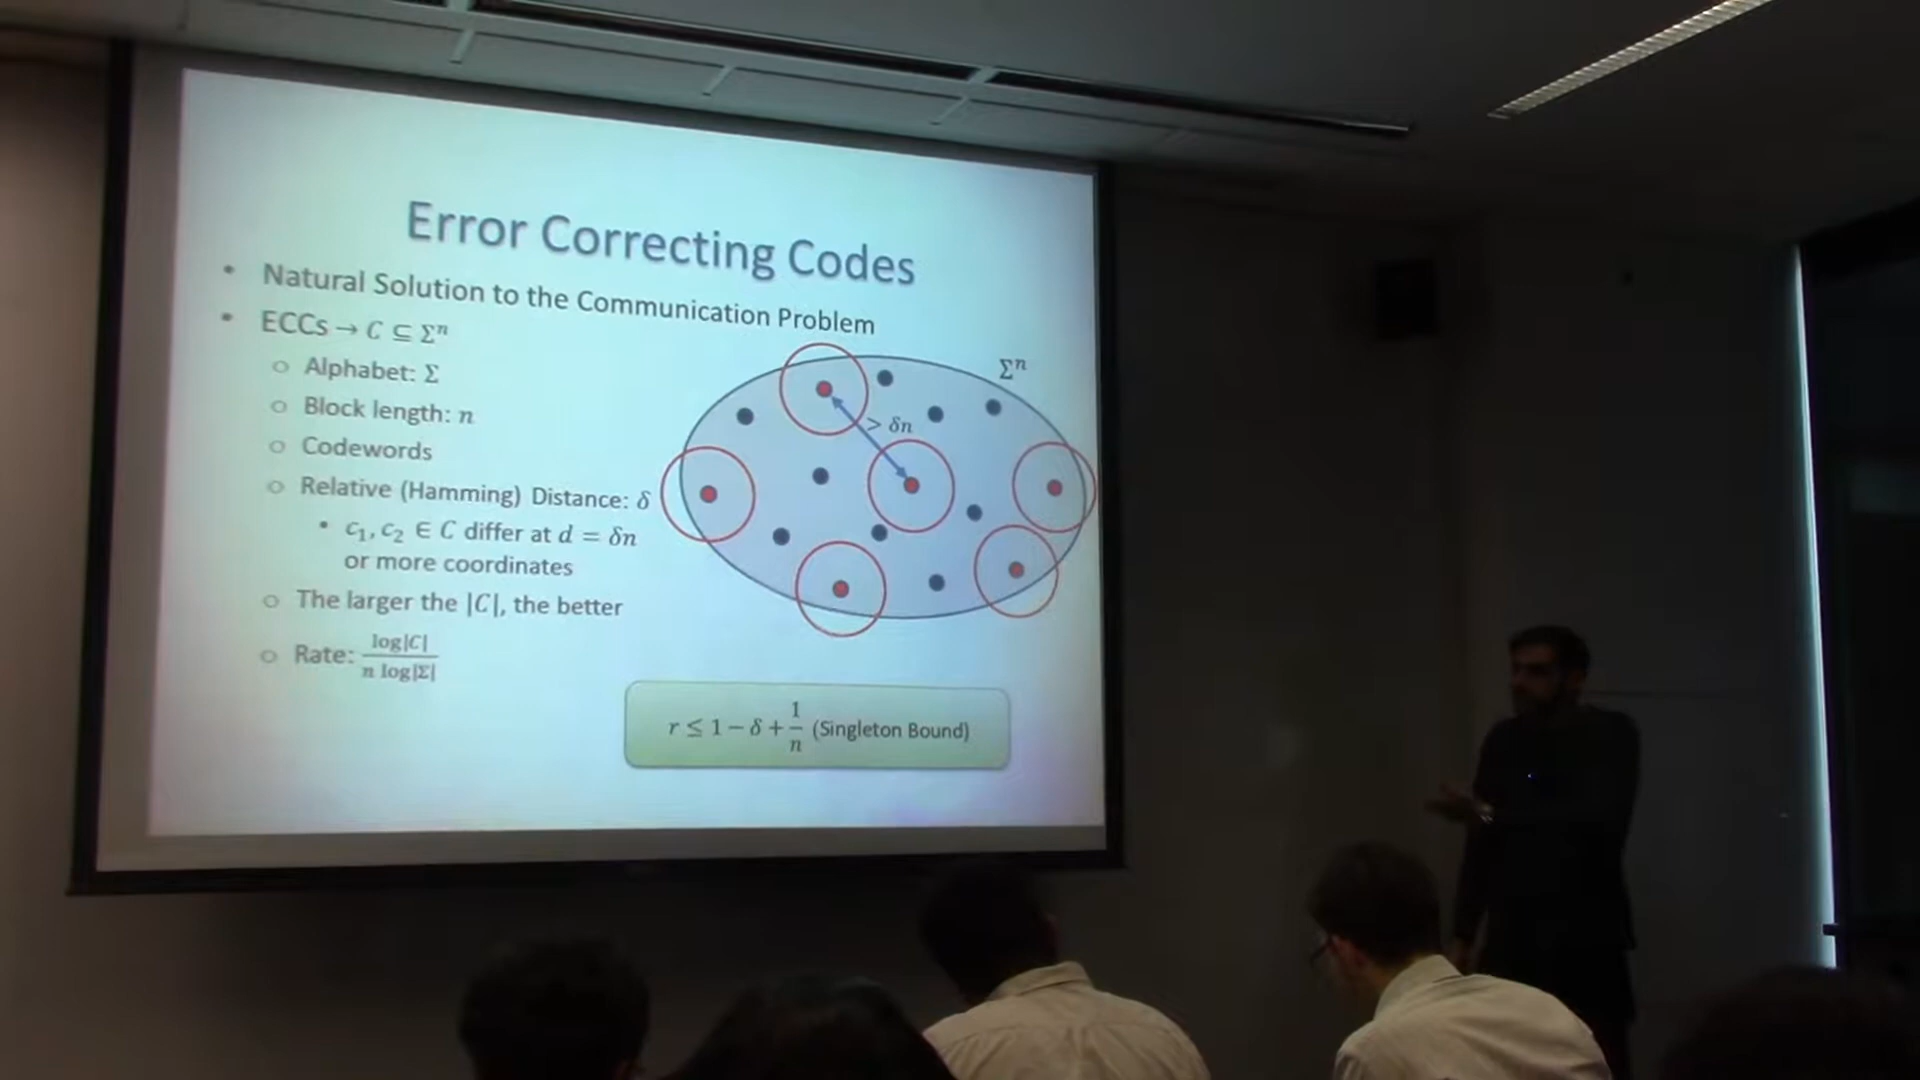 Error Correcting Codes
• Natural Solution to the Communication Problem
• ECCs → C ⊆ Σⁿ
○ Alphabet: Σ
○ Block length: n
○ Codewords
○ Relative (Hamming) Distance: δ
• c₁, c₂ ∈ C differ at d = δn
or more coordinates
○ The larger the |C|, the better
○ Rate: log|C| / n log|Σ|
Σⁿ
> δn
r ≤ 1 − δ + 1/n (Singleton Bound)